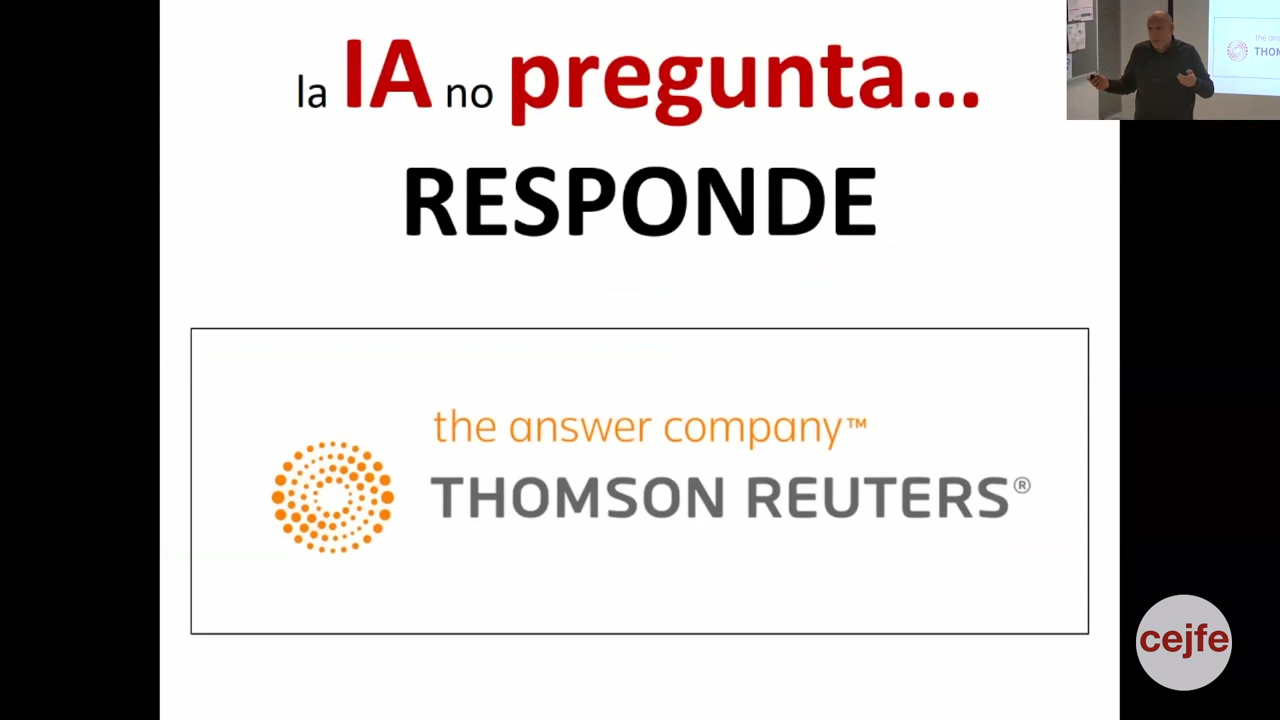 la IA no pregunta...
RESPONDE
the answer company™
THOMSON REUTERS®
cejfe